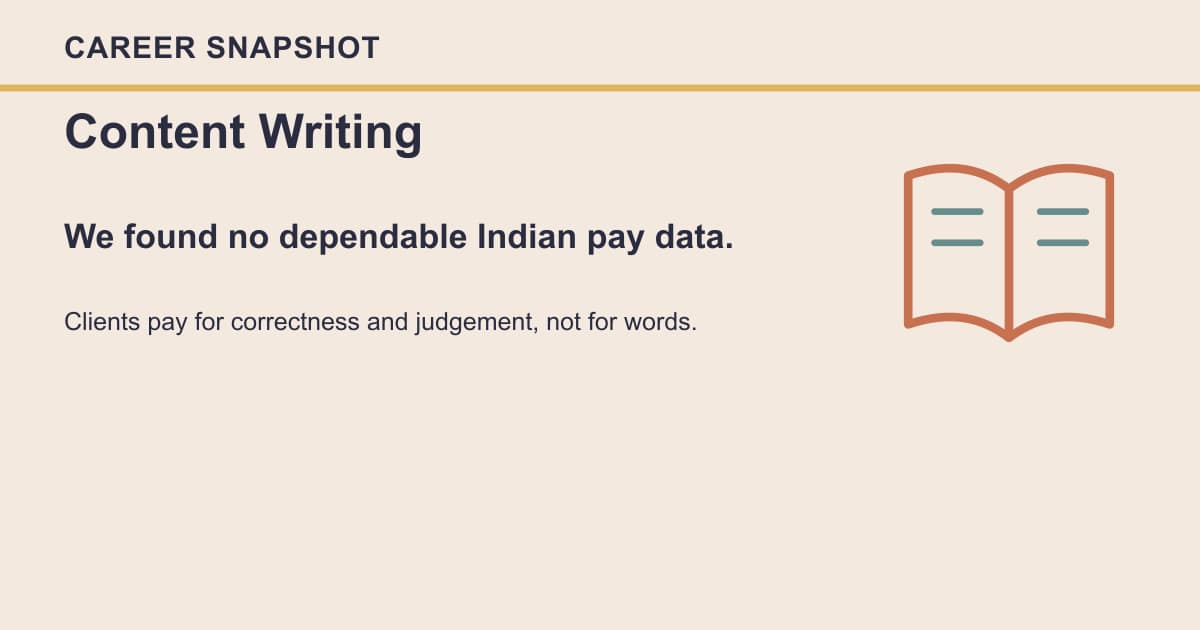 CAREER SNAPSHOT
Content Writing
We found no dependable Indian pay data.
Clients pay for correctness and judgement, not for words.